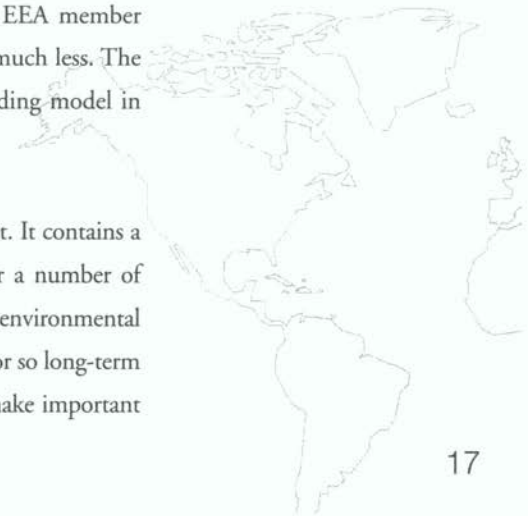 EEA member
much less. The
ding model in
t. It contains a
r a number of
environmental
or so long-term
ake important
17